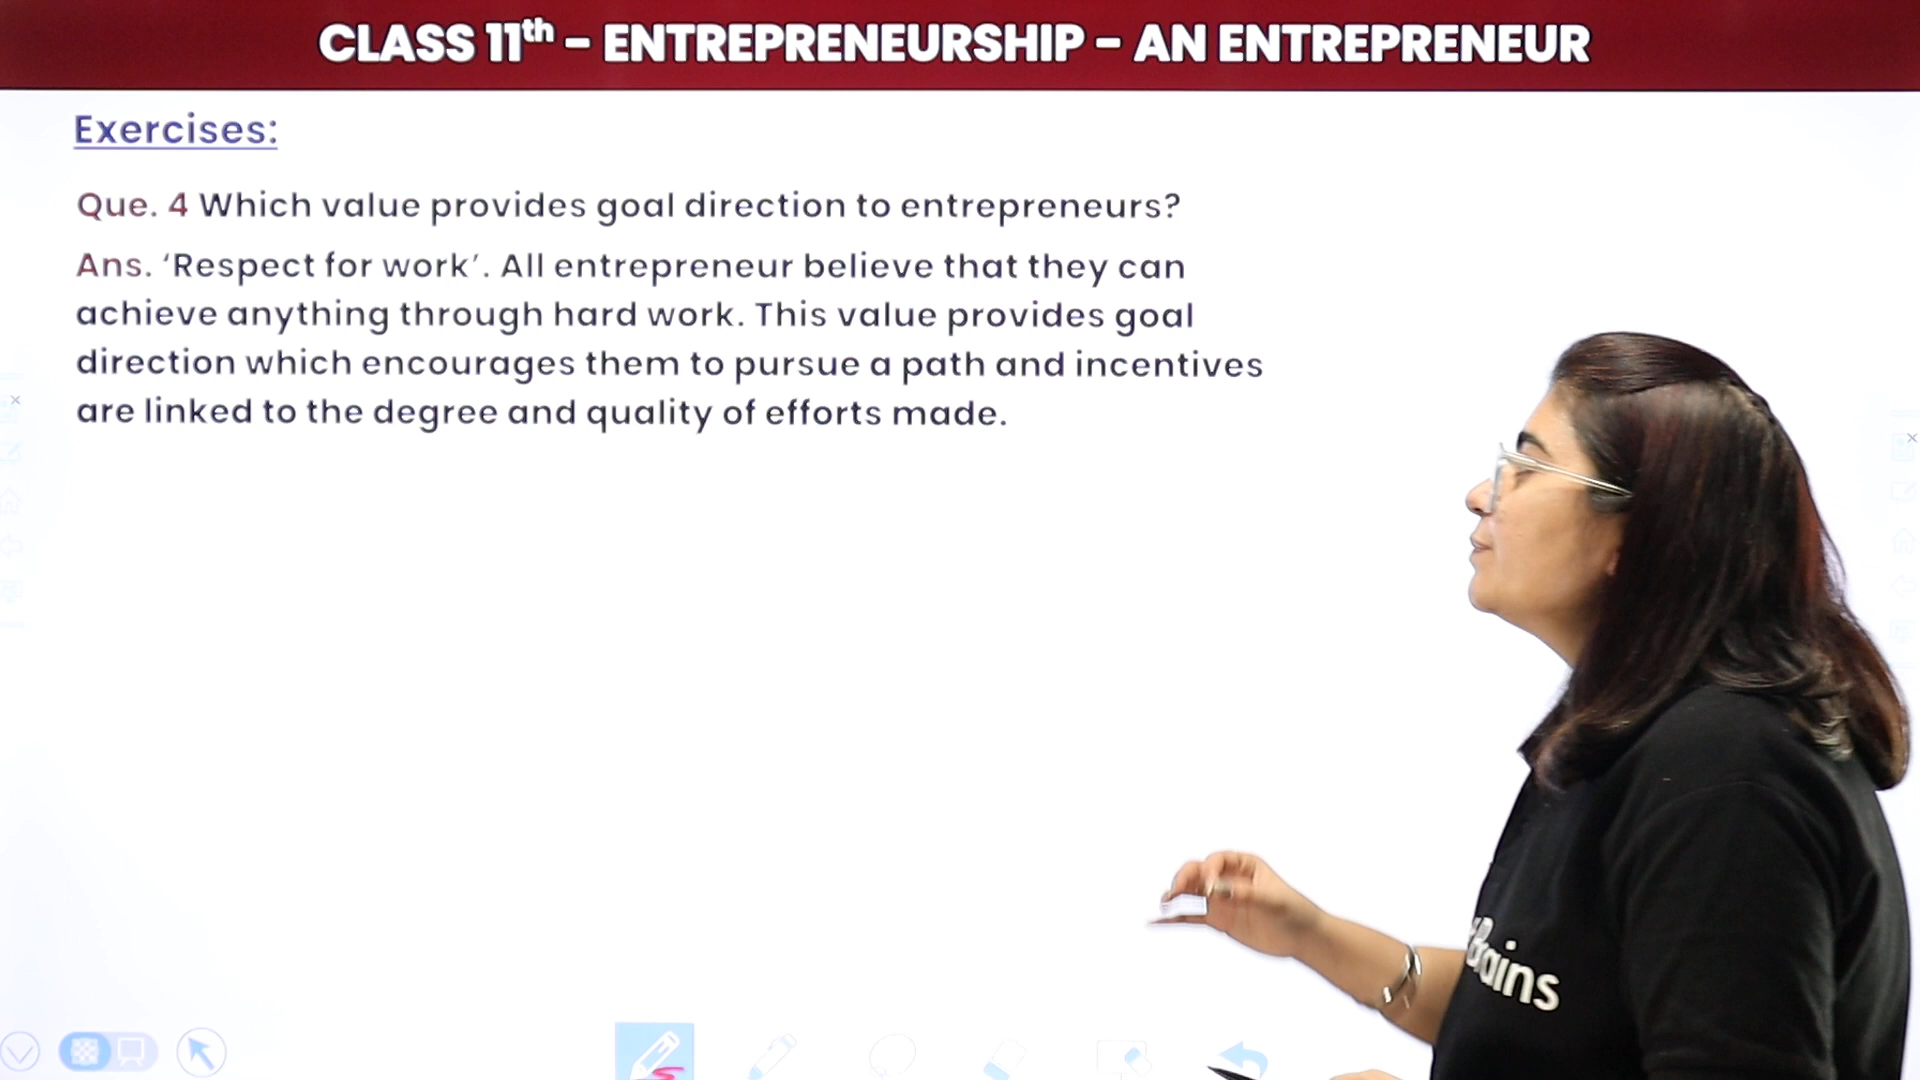 CLASS 11th – ENTREPRENEURSHIP – AN ENTREPRENEUR
Exercises:
Que. 4 Which value provides goal direction to entrepreneurs?
Ans. ‘Respect for work’. All entrepreneur believe that they can
achieve anything through hard work. This value provides goal
direction which encourages them to pursue a path and incentives
are linked to the degree and quality of efforts made.
Brains